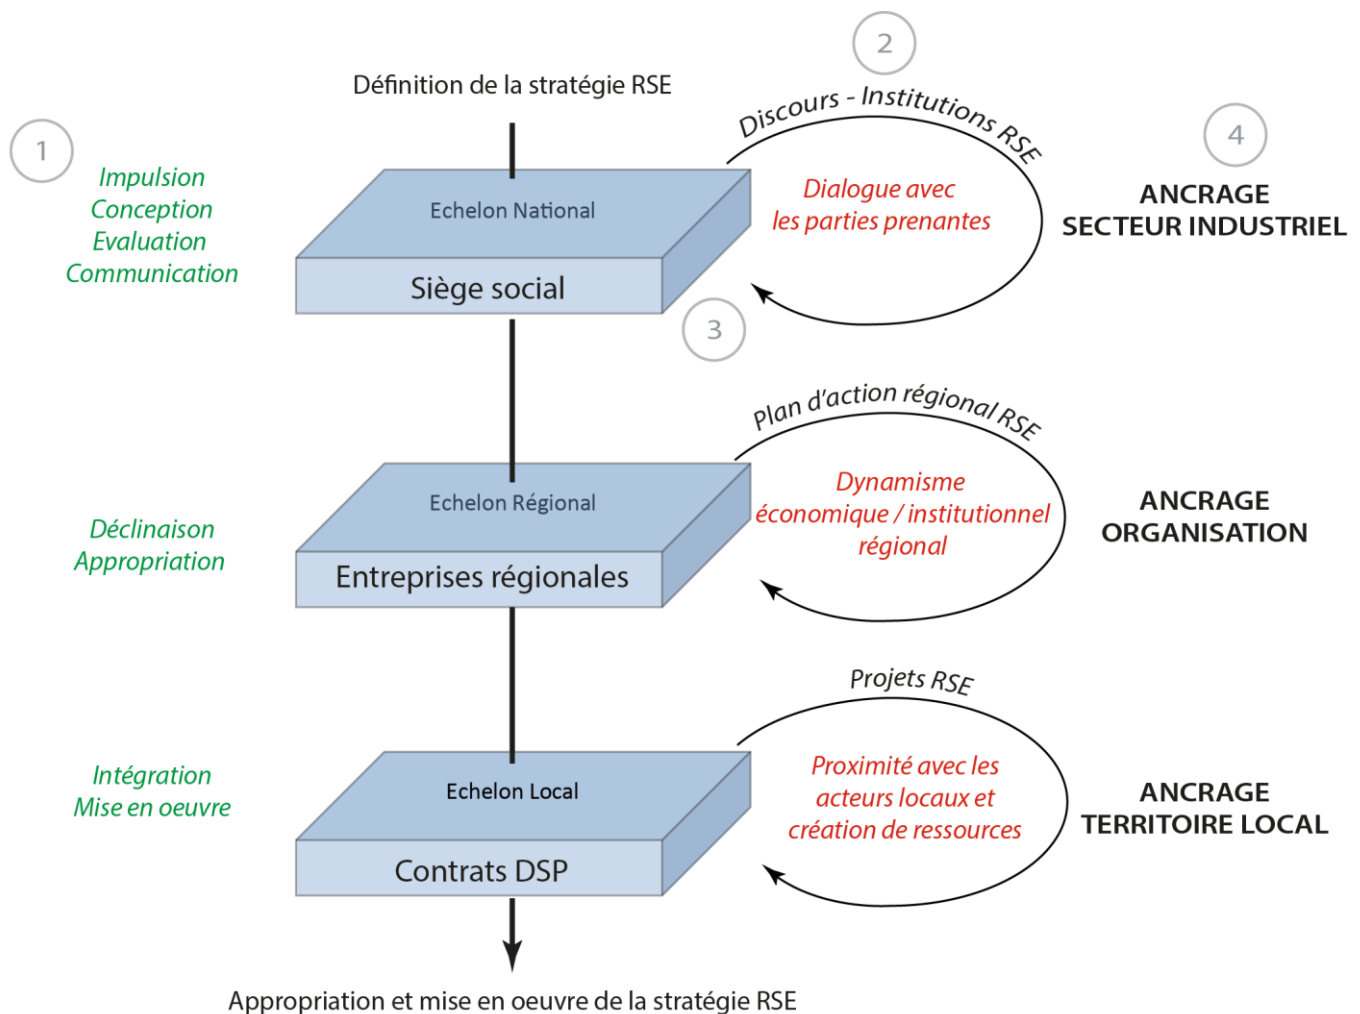 2
Définition de la stratégie RSE
Discours - Institutions RSE
4
1
Impulsion
Conception
Evaluation
Communication
Echelon National
Siège social
Dialogue avec
les parties prenantes
ANCRAGE
SECTEUR INDUSTRIEL
3
Plan d'action régional RSE
Déclinaison
Appropriation
Echelon Régional
Entreprises régionales
Dynamisme
économique / institutionnel
régional
ANCRAGE
ORGANISATION
Projets RSE
Intégration
Mise en oeuvre
Echelon Local
Contrats DSP
Proximité avec les
acteurs locaux et
création de ressources
ANCRAGE
TERRITOIRE LOCAL
Appropriation et mise en oeuvre de la stratégie RSE